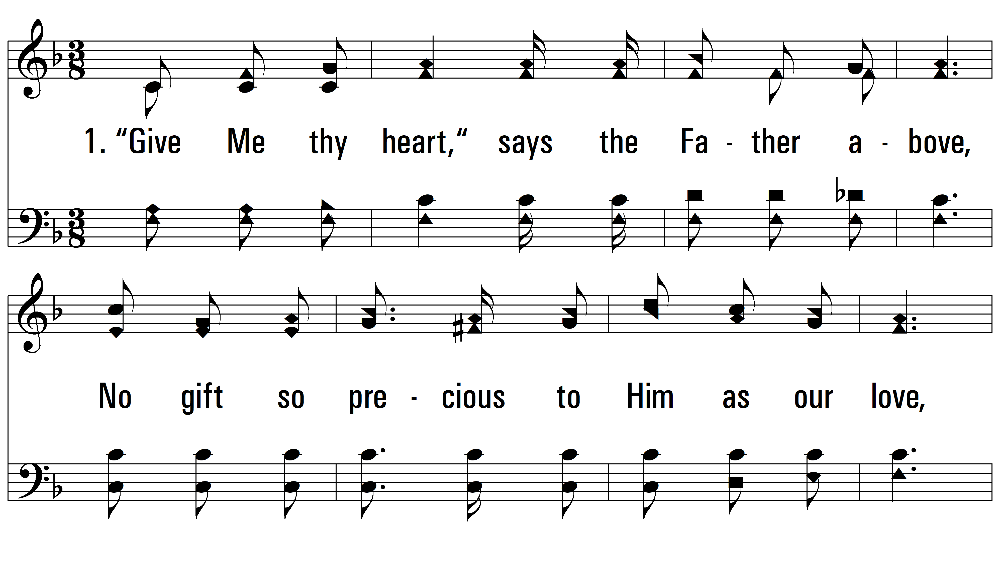 1. “Give Me thy heart,“ says the Fa - ther a - bove,
No gift so pre - cious to Him as our love,